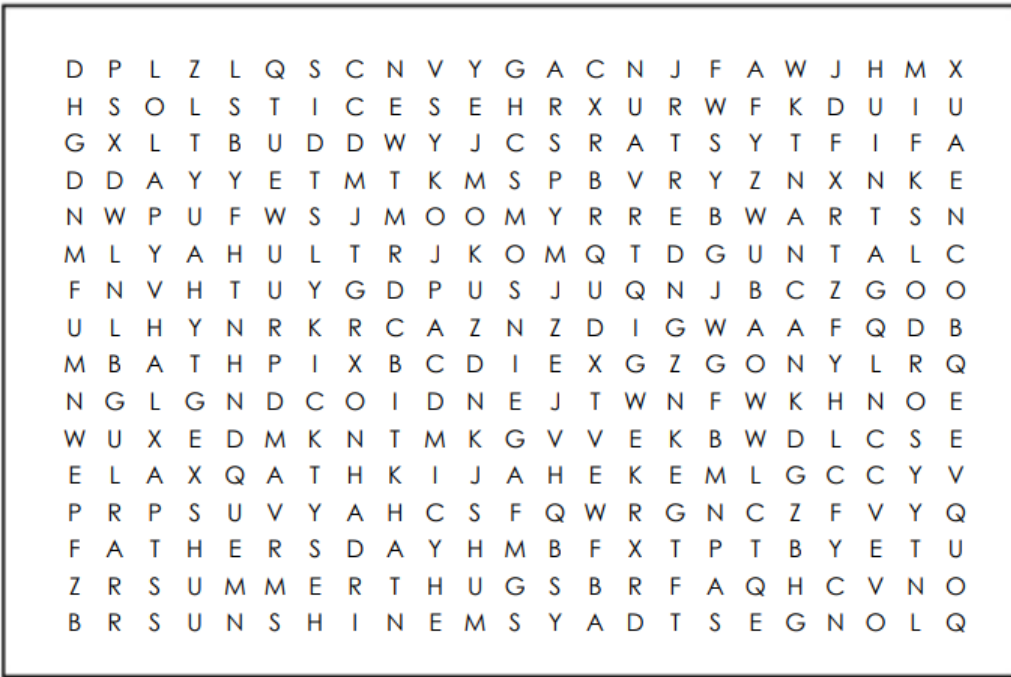 D P L Z L Q S C N V Y G A C N J F A W J H M X
H S O L S T I C E S E H R X U R W F K D U I U
G X L T B U D D W Y J C S R A T S Y T F I F A
D D A Y Y E T M T K M S P B V R Y Z N X N K E
N W P U F W S J M O O M Y R R E B W A R T S N
M L Y A H U L T R J K O M Q T D G U N T A L C
F N V H T U Y G D P U S J U Q N J B C Z G O O
U L H Y N R K R C A Z N Z D I G W A A F Q D B
M B A T H P I X B C D I E X G Z G O N Y L R Q
N G L G N D C O I D N E J T W N F W K H N O E
W U X E D M K N T M K G V V E K B W D L C S E
E L A X Q A T H K I J A H E K E M L G C C Y V
P R P S U V Y A H C S F Q W R G N C Z F V Y Q
F A T H E R S D A Y H M B F X T P T B Y E T U
Z R S U M M E R T H U G S B R F A Q H C V N O
B R S U N S H I N E M S Y A D T S E G N O L Q